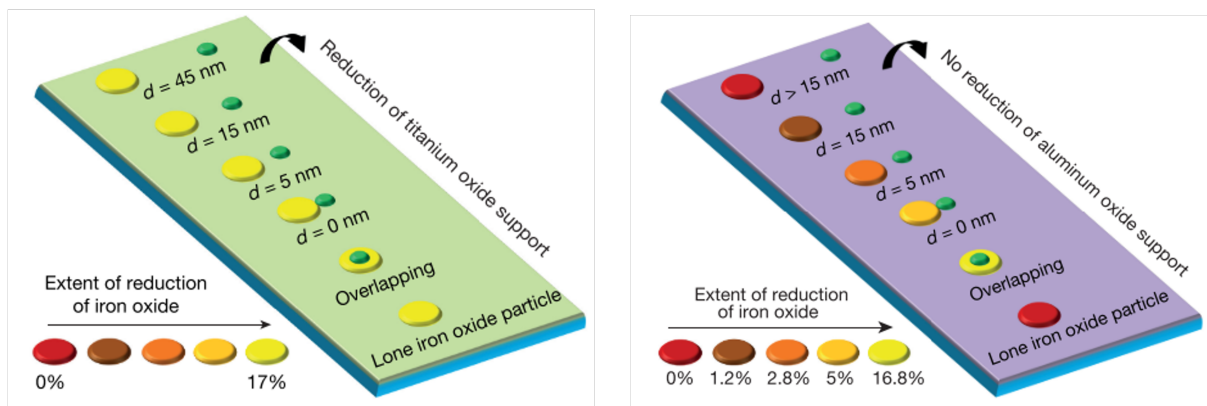 d = 45 nm
d = 15 nm
d = 5 nm
d = 0 nm
Overlapping
Lone iron oxide particle
Reduction of titanium oxide support
Extent of reduction
of iron oxide
0%
17%
d > 15 nm
d = 15 nm
d = 5 nm
d = 0 nm
Overlapping
Lone iron oxide particle
No reduction of aluminum oxide support
Extent of reduction
of iron oxide
0% 1.2% 2.8% 5% 16.8%